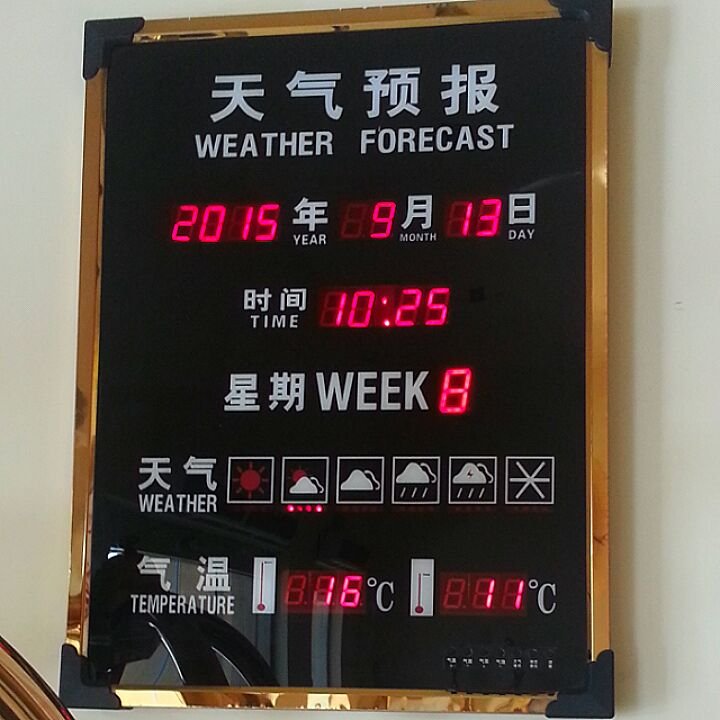 天气预报
WEATHER FORECAST
2015 年 YEAR 9 月 MONTH 13 日 DAY
时间 TIME 10:25
星期 WEEK 8
天气
WEATHER
气温 16℃ 11℃
TEMPERATURE